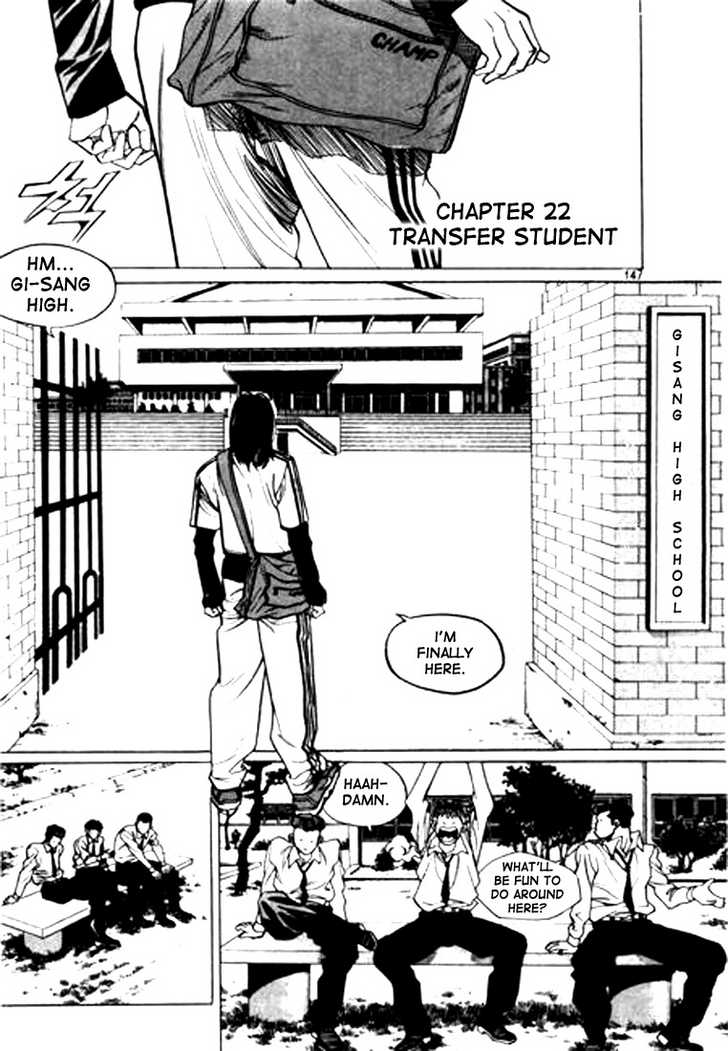 CHAMP
CHAPTER 22
TRANSFER STUDENT
147
HM...
GI-SANG
HIGH.
GISANG HIGH SCHOOL
I'M
FINALLY
HERE.
HAAH-
DAMN.
WHAT'LL
BE FUN TO
DO AROUND
HERE?